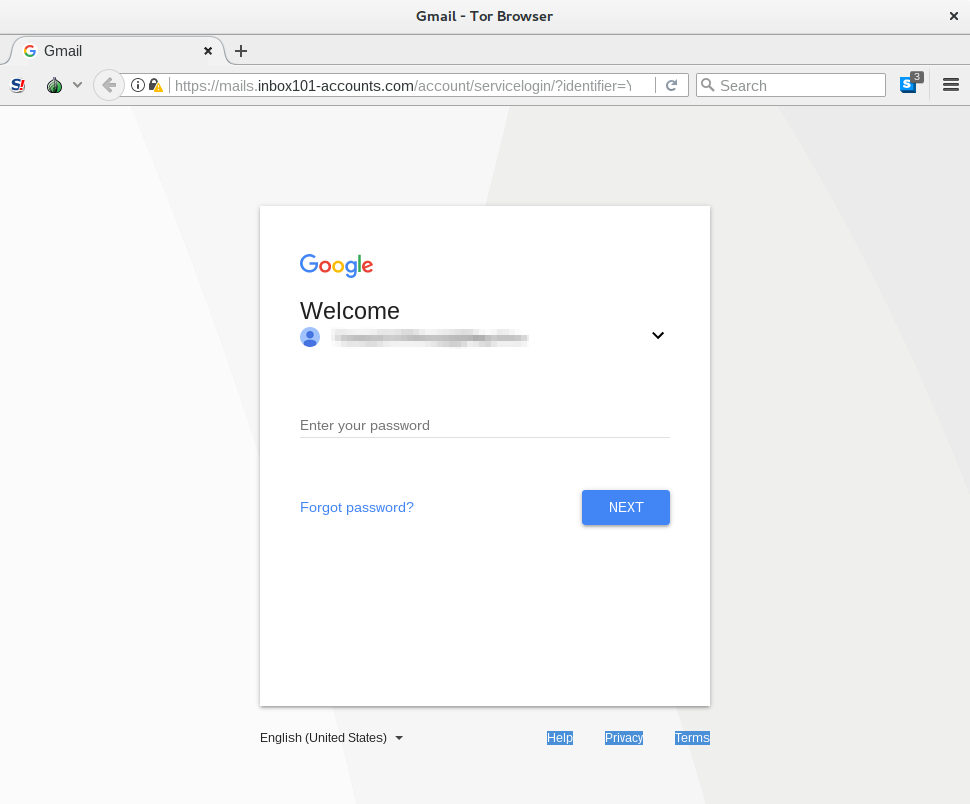 Gmail - Tor Browser
Gmail
S!
https://mails.inbox101-accounts.com/account/servicelogin/?identifier=
Search
S 3
Google
Welcome
Enter your password
Forgot password? NEXT
English (United States) Help Privacy Terms